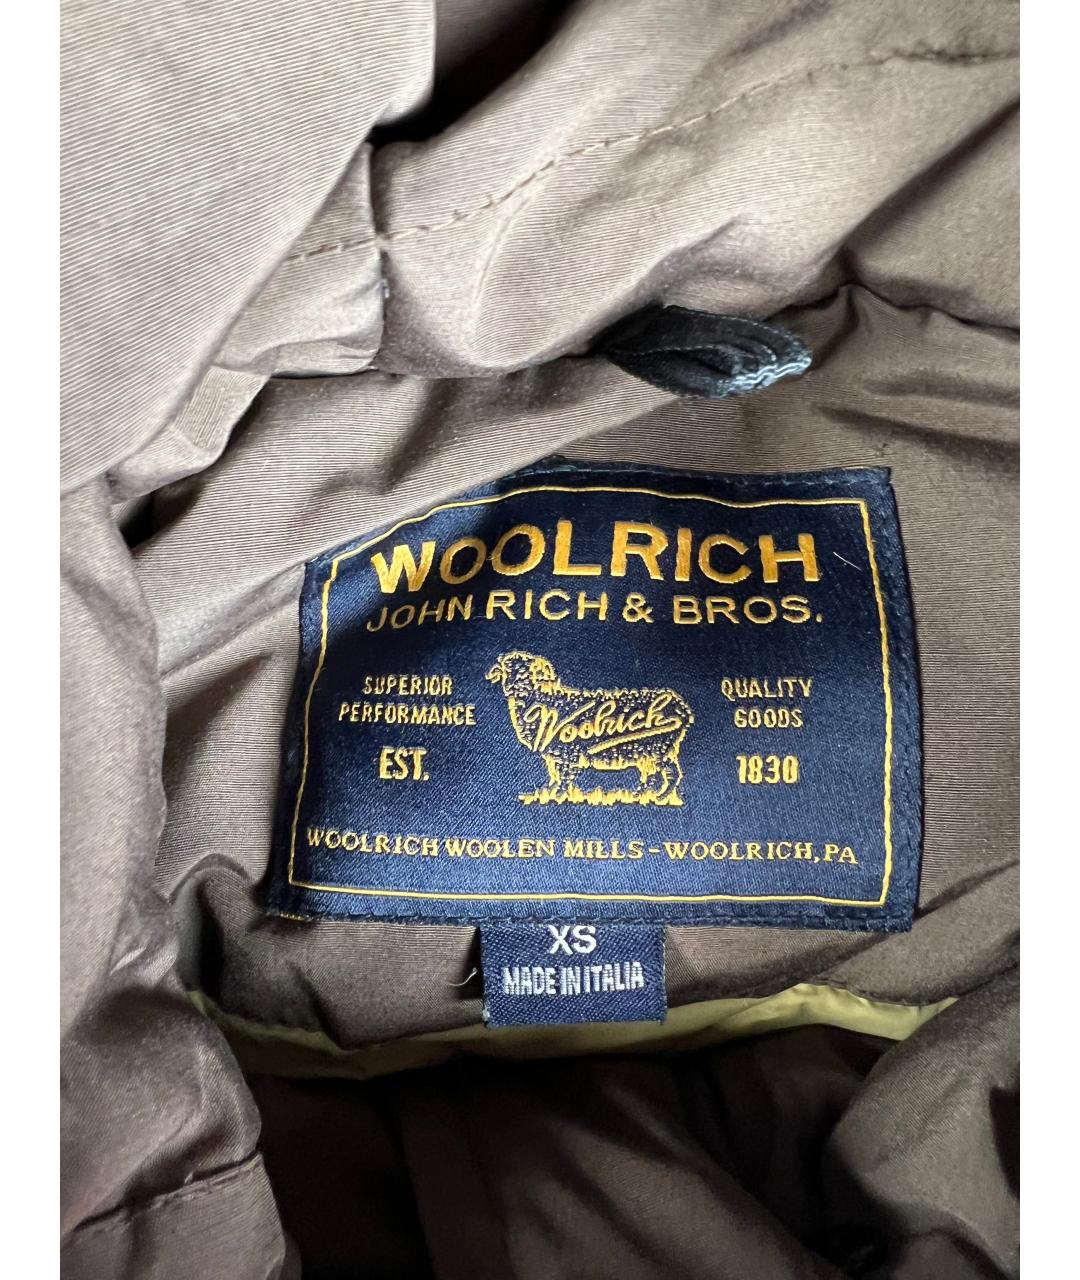 WOOLRICH
JOHN RICH & BROS.
SUPERIOR
PERFORMANCE
EST.
Woolrich
QUALITY
GOODS
1830
WOOLRICH WOOLEN MILLS-WOOLRICH, PA
XS
MADE IN ITALIA